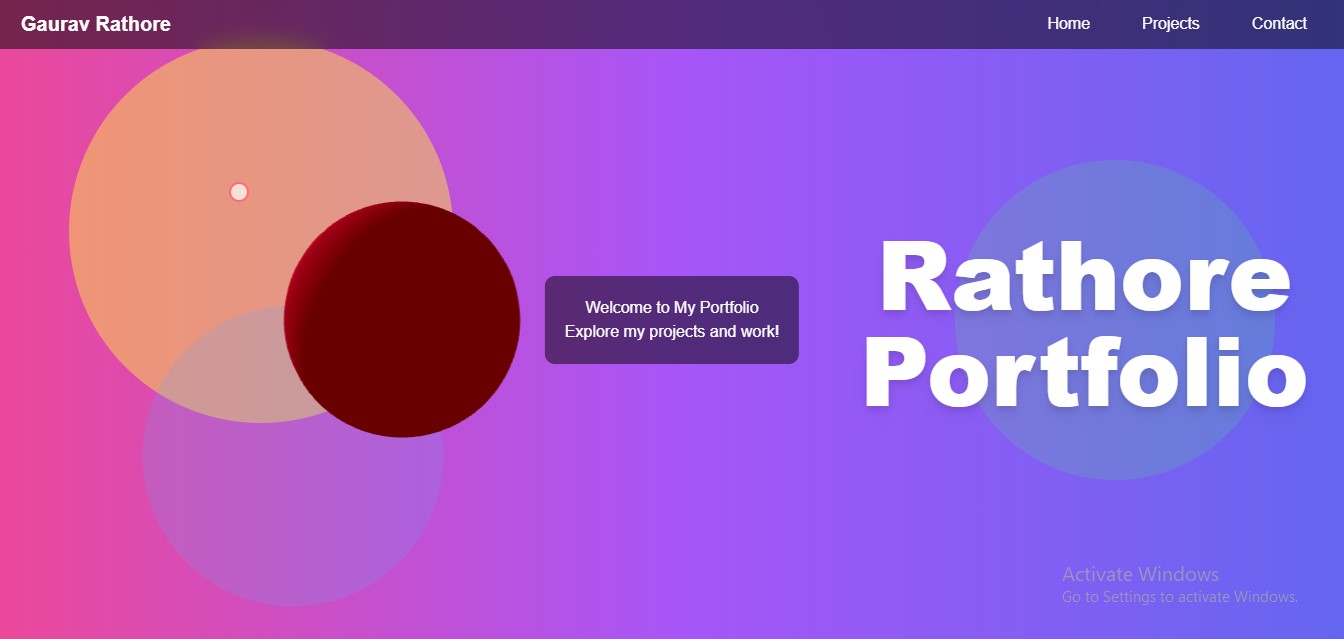 Gaurav Rathore
Home
Projects
Contact
Welcome to My Portfolio
Explore my projects and work!
Rathore
Portfolio
Activate Windows
Go to Settings to activate Windows.